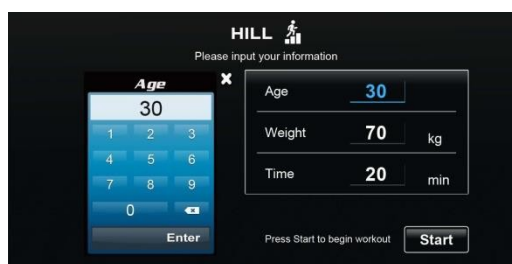 HILL
Please input your information
Age
30
1 2 3
4 5 6
7 8 9
0
Enter
Age 30
Weight 70 kg
Time 20 min
Press Start to begin workout Start